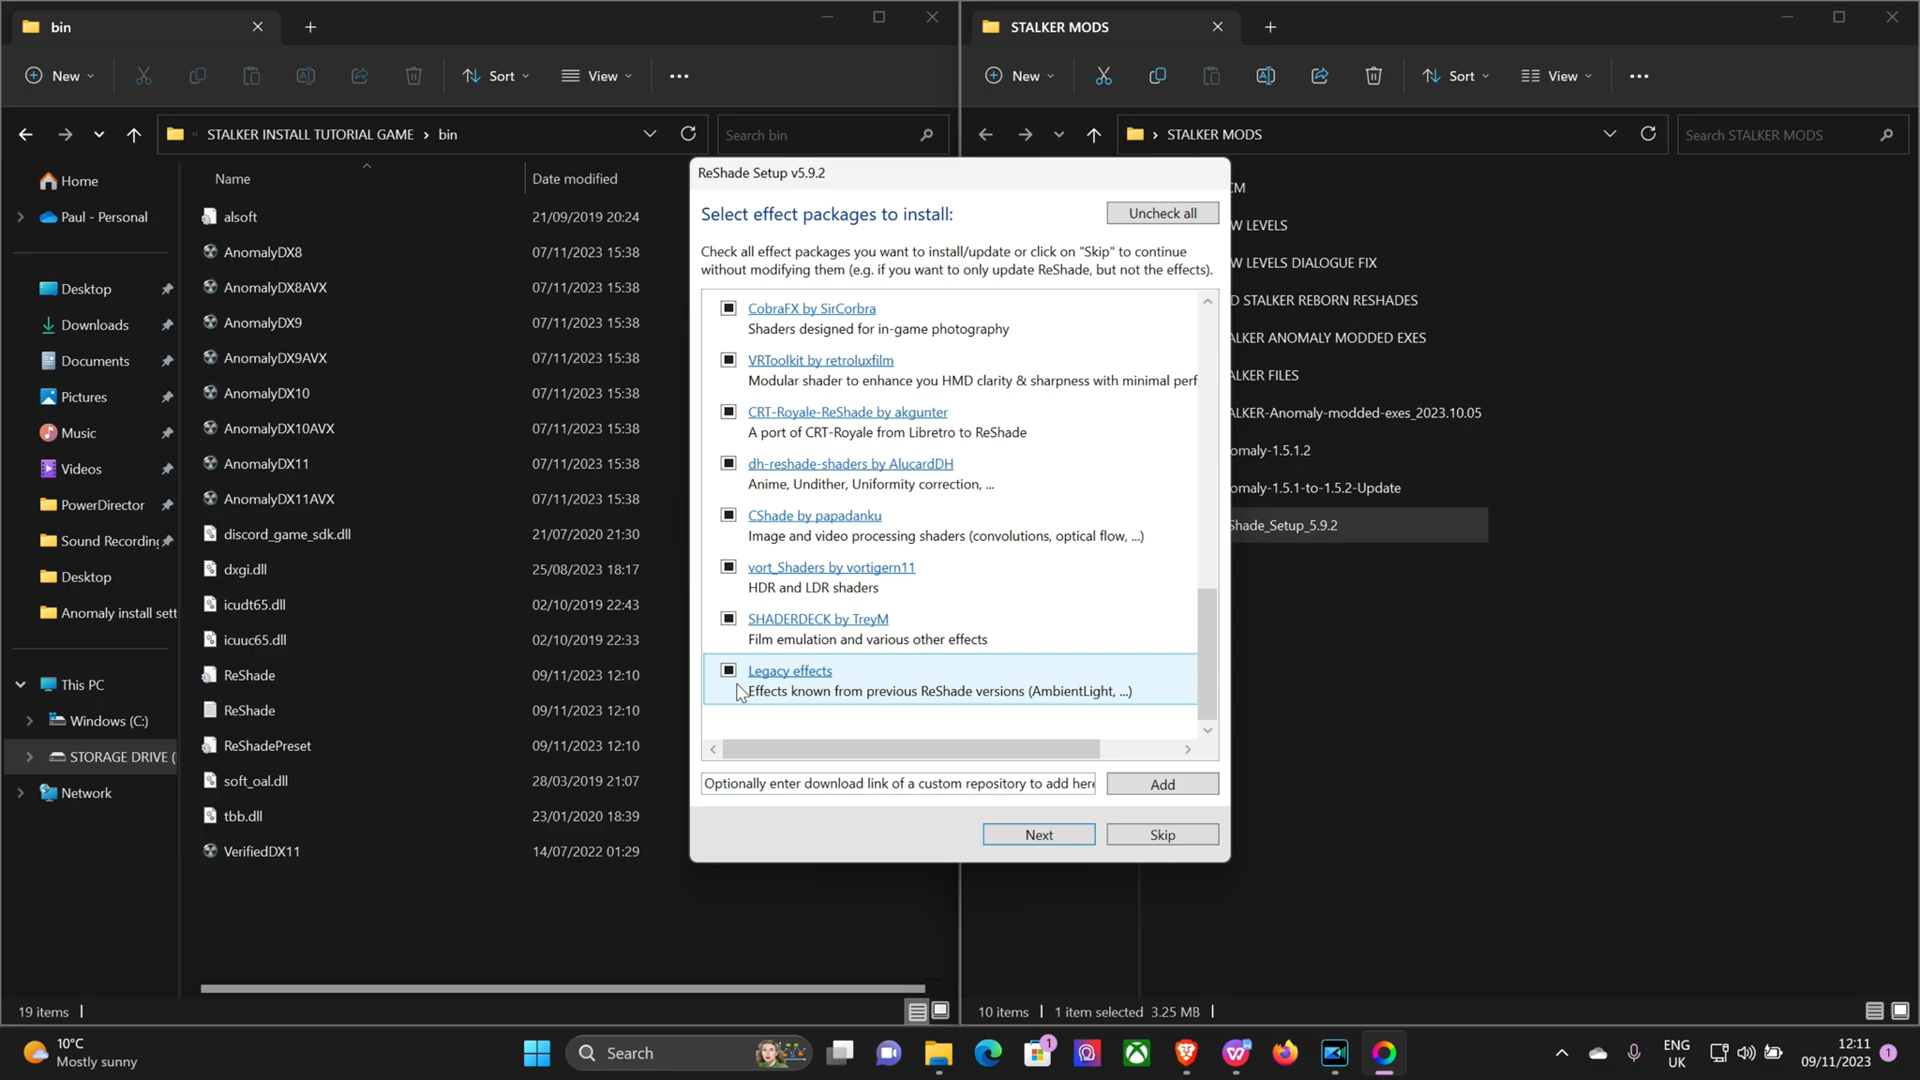 bin
STALKER MODS
New
Sort
View
New
Sort
View
STALKER INSTALL TUTORIAL GAME › bin
Search bin
STALKER MODS
Search STALKER MODS
Home
Paul - Personal
Desktop
Downloads
Documents
Pictures
Music
Videos
PowerDirector
Sound Recording
Desktop
Anomaly install sett
This PC
Windows (C:)
STORAGE DRIVE (
Network
Name
Date modified
alsoft 21/09/2019 20:24
AnomalyDX8 07/11/2023 15:38
AnomalyDX8AVX 07/11/2023 15:38
AnomalyDX9 07/11/2023 15:38
AnomalyDX9AVX 07/11/2023 15:38
AnomalyDX10 07/11/2023 15:38
AnomalyDX10AVX 07/11/2023 15:38
AnomalyDX11 07/11/2023 15:38
AnomalyDX11AVX 07/11/2023 15:38
discord_game_sdk.dll 21/07/2020 21:30
dxgi.dll 25/08/2023 18:17
icudt65.dll 02/10/2019 22:43
icuuc65.dll 02/10/2019 22:33
ReShade 09/11/2023 12:10
ReShade 09/11/2023 12:10
ReShadePreset 09/11/2023 12:10
soft_oal.dll 28/03/2019 21:07
tbb.dll 23/01/2020 18:39
VerifiedDX11 14/07/2022 01:29
ReShade Setup v5.9.2
Select effect packages to install:
Uncheck all
Check all effect packages you want to install/update or click on "Skip" to continue
without modifying them (e.g. if you want to only update ReShade, but not the effects).
CobraFX by SirCorbra
Shaders designed for in-game photography
VRToolkit by retroluxfilm
Modular shader to enhance you HMD clarity & sharpness with minimal perf
CRT-Royale-ReShade by akgunter
A port of CRT-Royale from Libretro to ReShade
dh-reshade-shaders by AlucardDH
Anime, Undither, Uniformity correction, ...
CShade by papadanku
Image and video processing shaders (convolutions, optical flow, ...)
vort_Shaders by vortigern11
HDR and LDR shaders
SHADERDECK by TreyM
Film emulation and various other effects
Legacy effects
Effects known from previous ReShade versions (AmbientLight, ...)
Optionally enter download link of a custom repository to add here
Add
Next
Skip
CM
W LEVELS
W LEVELS DIALOGUE FIX
D STALKER REBORN RESHADES
ALKER ANOMALY MODDED EXES
ALKER FILES
ALKER-Anomaly-modded-exes_2023.10.05
omaly-1.5.1.2
omaly-1.5.1-to-1.5.2-Update
Shade_Setup_5.9.2
19 items
10 items
1 item selected 3.25 MB
10°C
Mostly sunny
Search
1
ENG
UK
12:11
09/11/2023
1